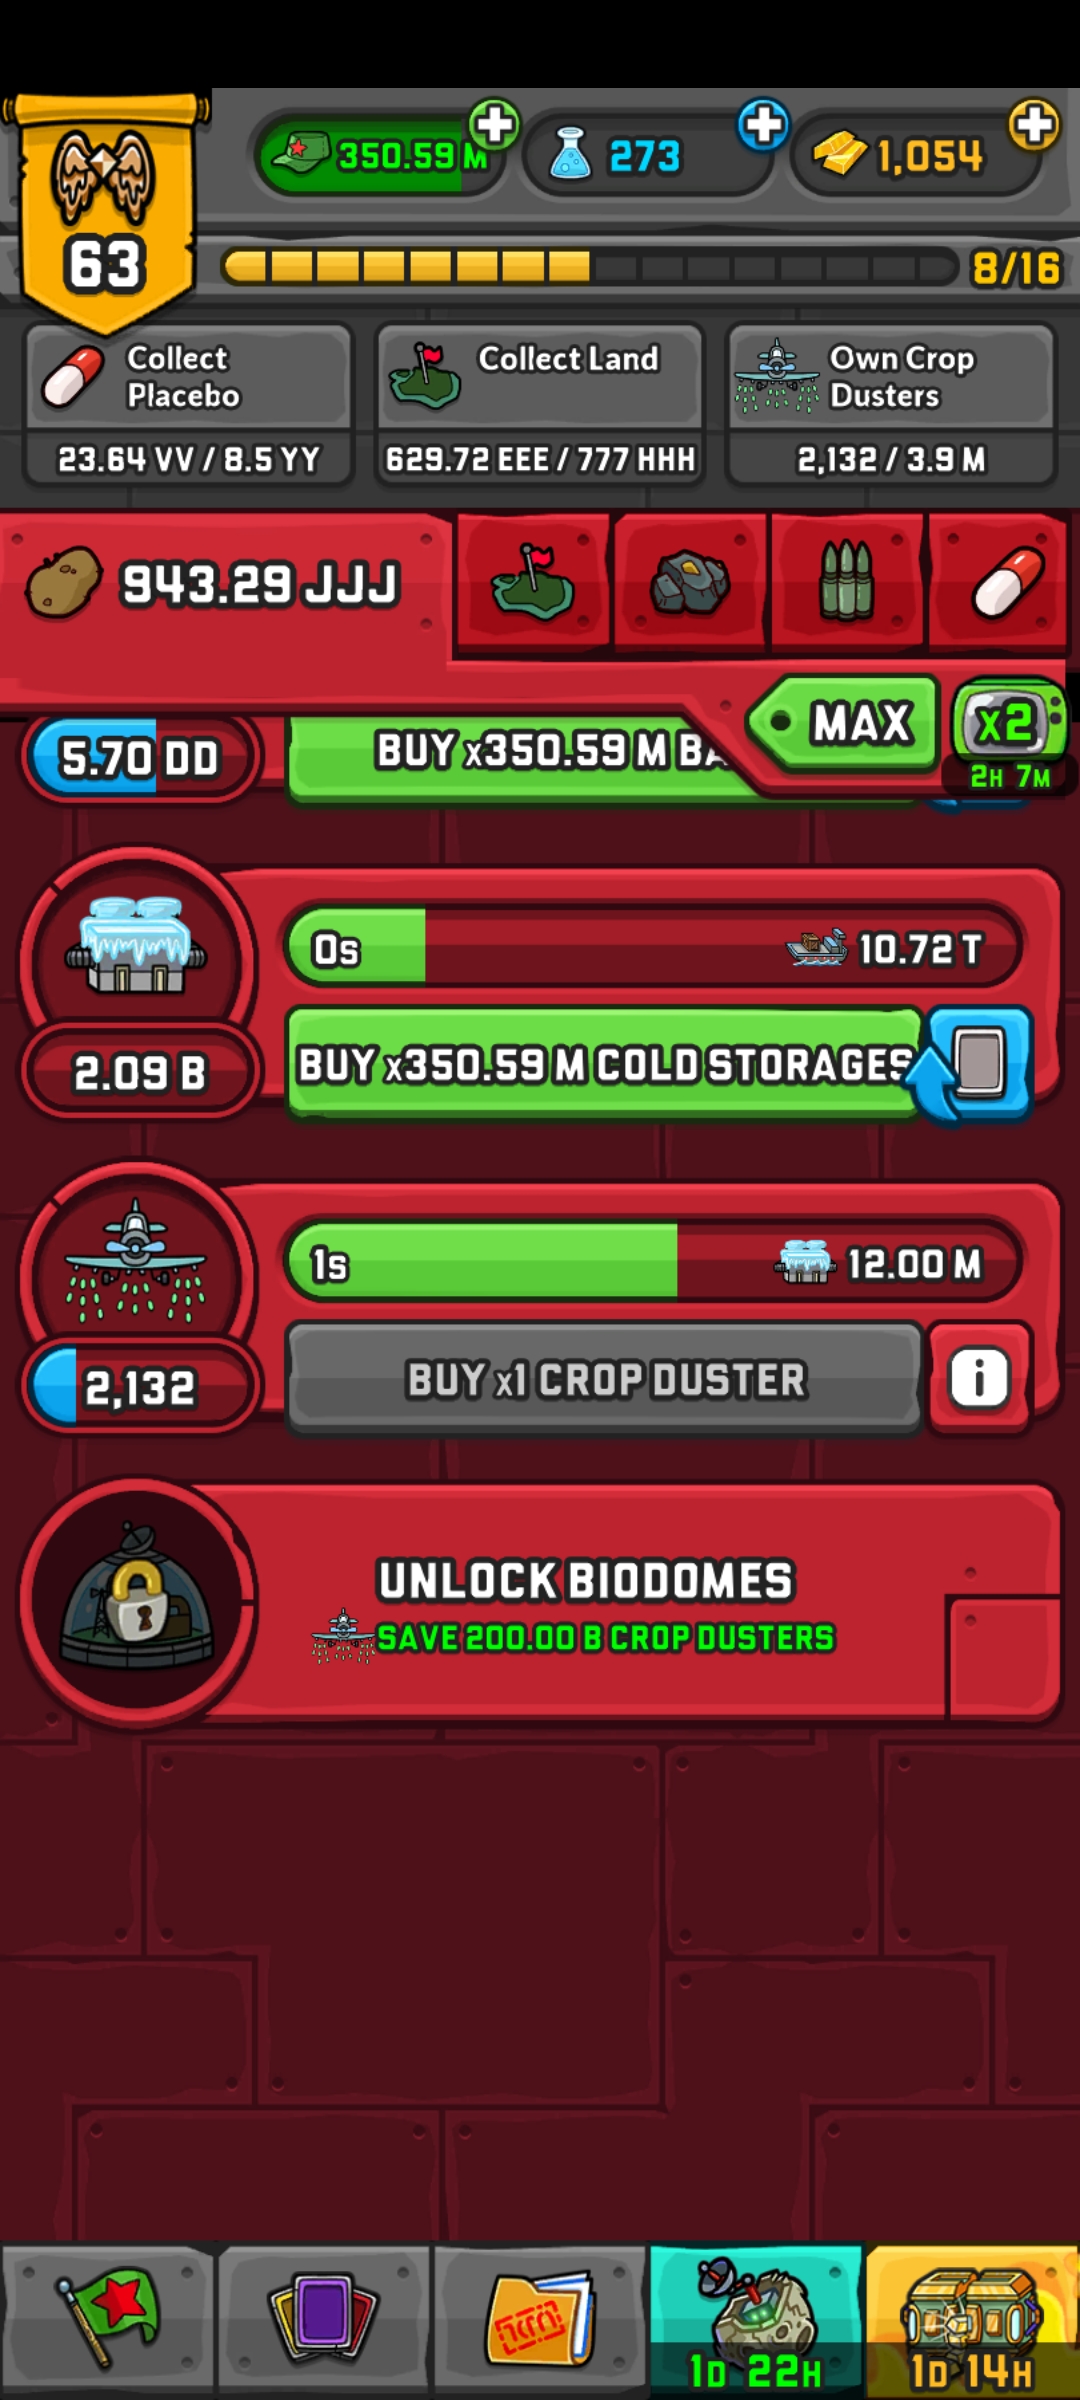 350.59 M
273
1,054
63
8/16
Collect
Placebo
23.64 VV / 8.5 YY
Collect Land
629.72 EEE / 777 HHH
Own Crop
Dusters
2,132 / 3.9 M
943.29 JJJ
MAX
X2
2H 7M
5.70 DD
BUY x350.59 M
0s
10.72 T
2.09 B
BUY x350.59 M COLD STORAGES
1s
12.00 M
2,132
BUY x1 CROP DUSTER
i
UNLOCK BIODOMES
SAVE 200.00 B CROP DUSTERS
1D 22H
1D 14H